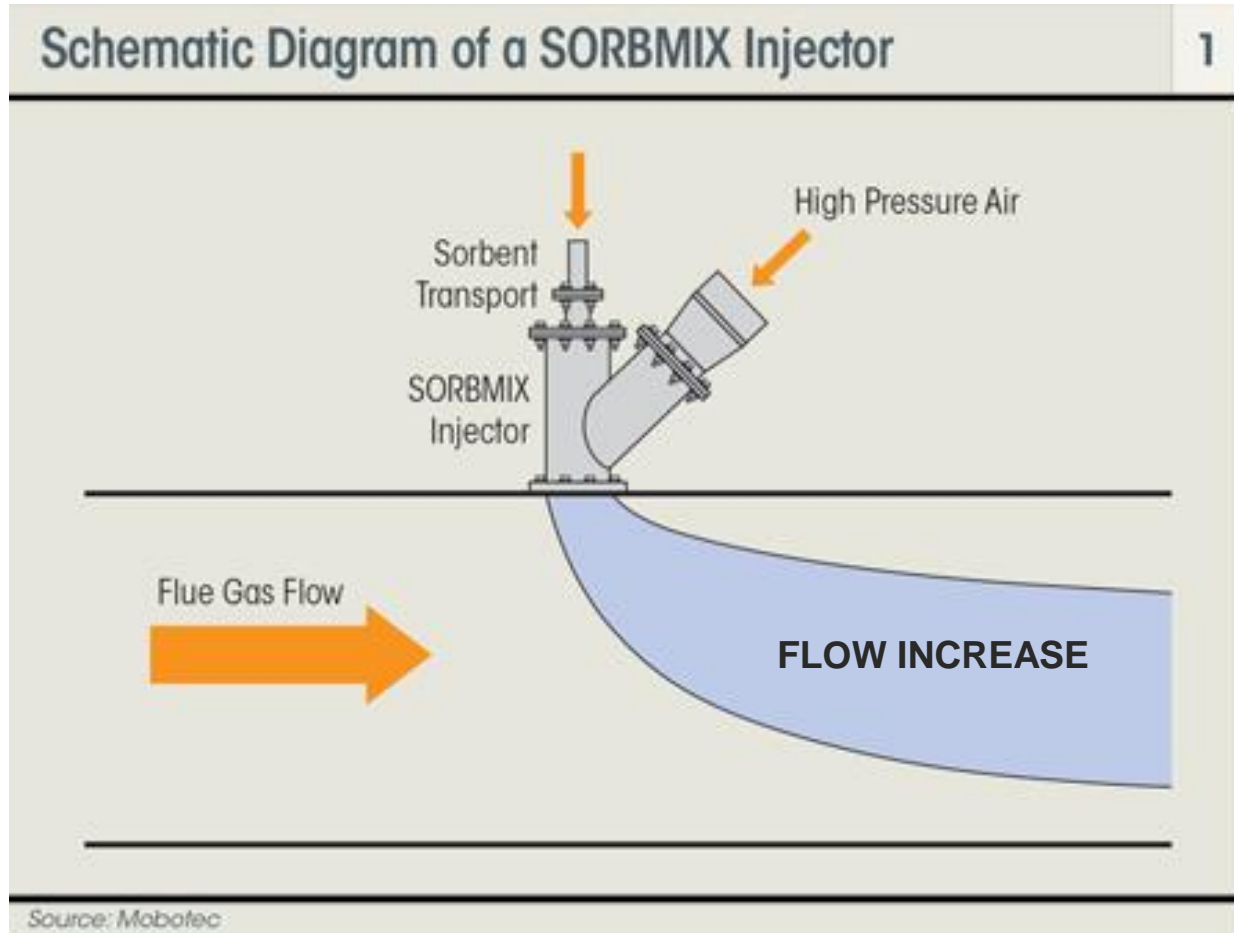 Schematic Diagram of a SORBMIX Injector
1
High Pressure Air
Sorbent
Transport
SORBMIX
Injector
Flue Gas Flow
FLOW INCREASE
Source: Mobotec